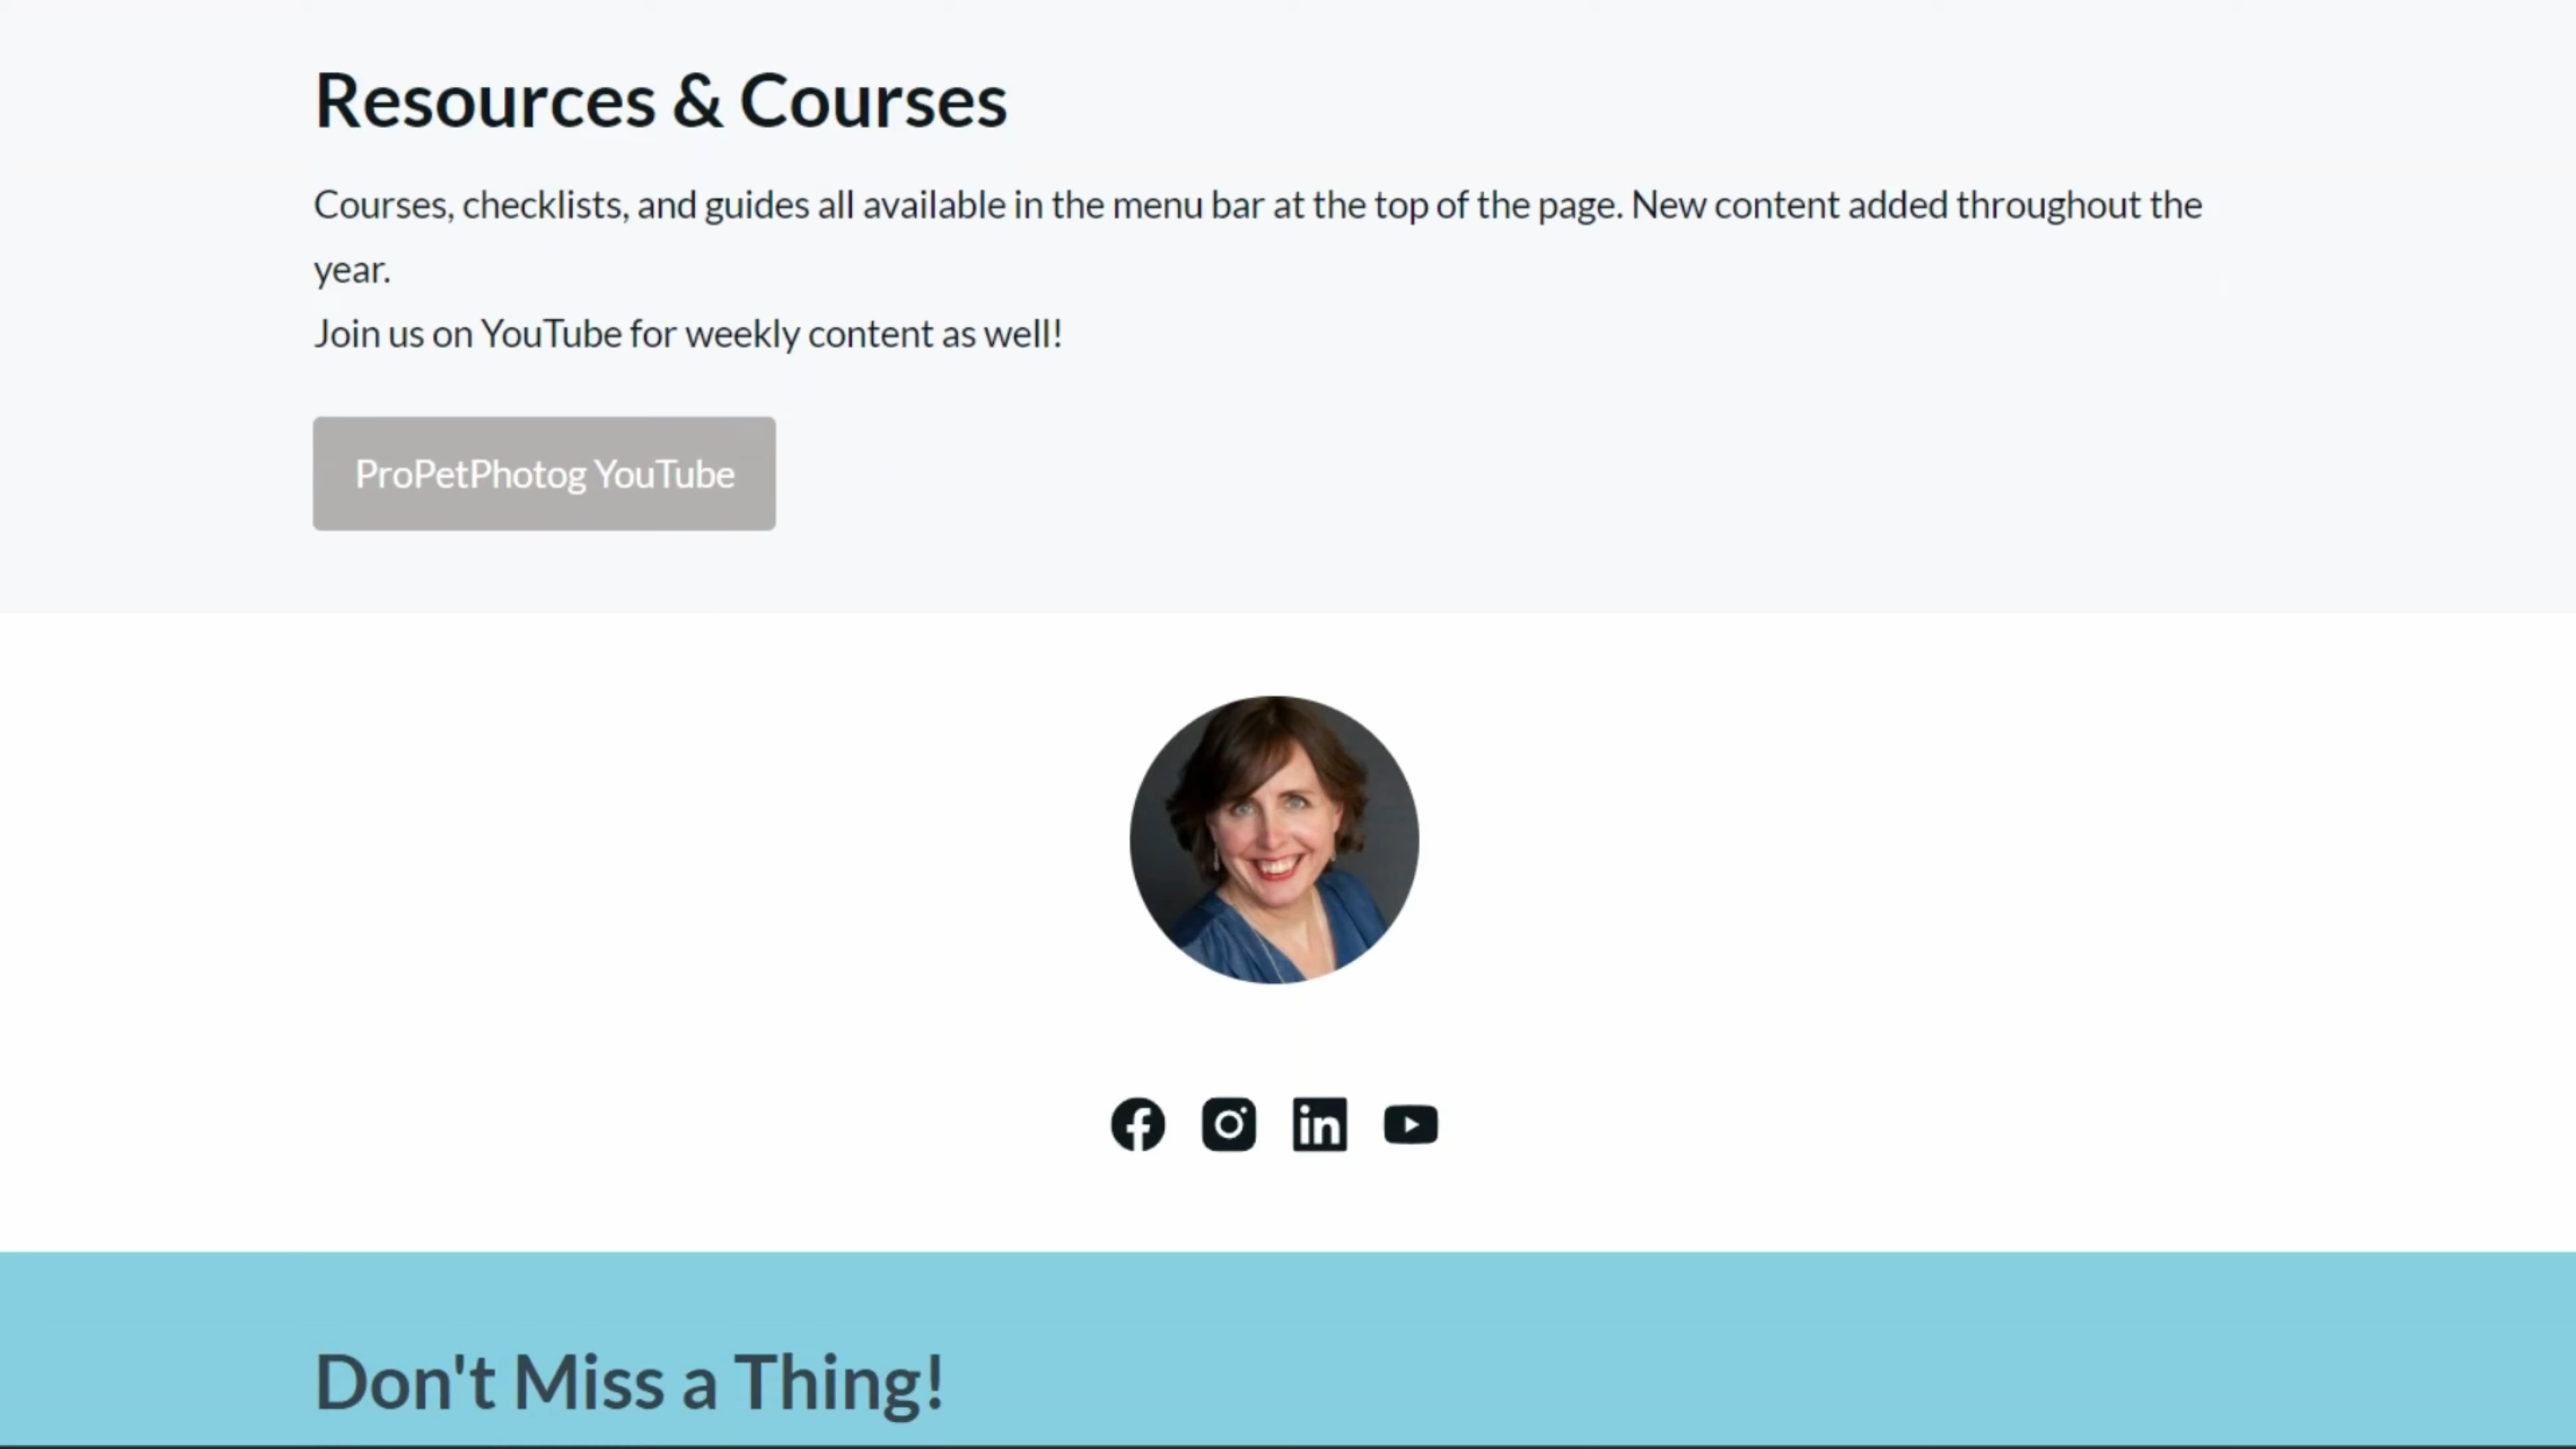 Resources & Courses
Courses, checklists, and guides all available in the menu bar at the top of the page. New content added throughout the
year.
Join us on YouTube for weekly content as well!
ProPetPhotog YouTube
Don't Miss a Thing!